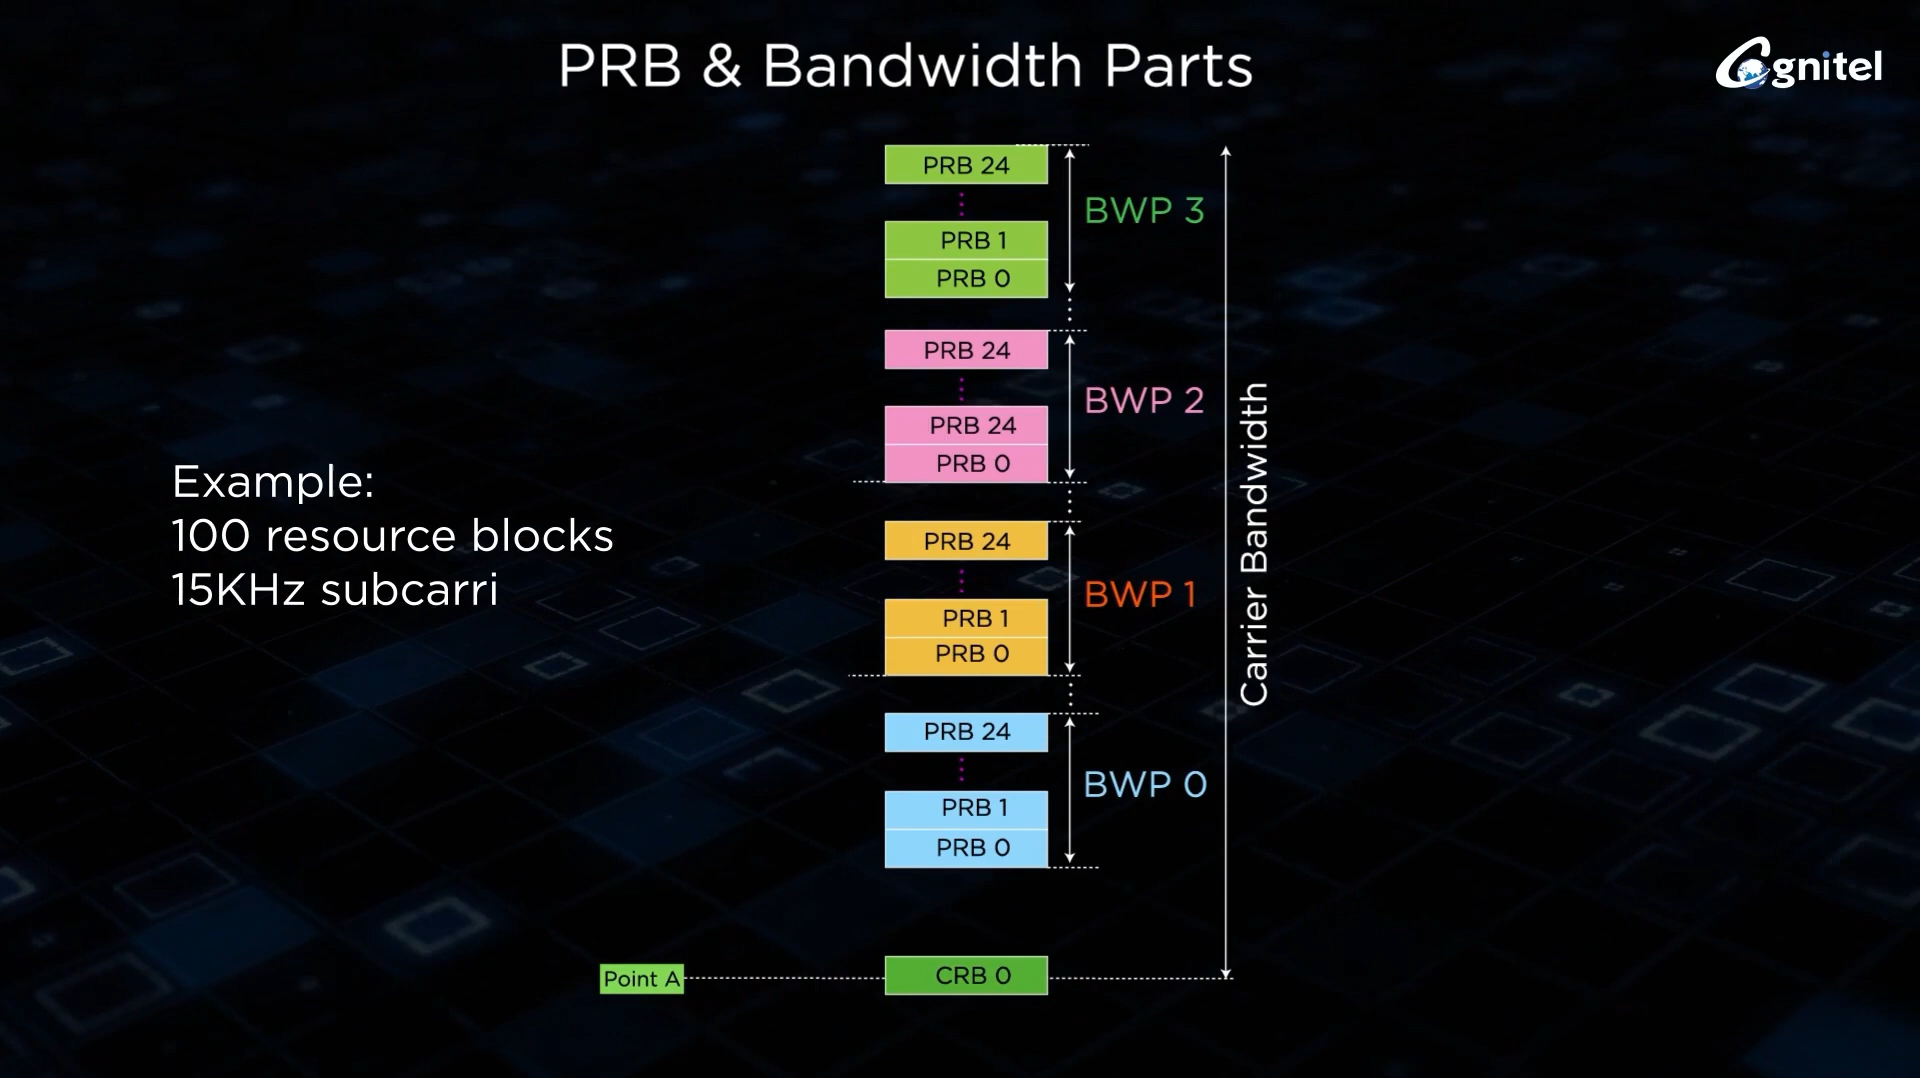 PRB & Bandwidth Parts
Cgnitel
PRB 24
BWP 3
PRB 1
PRB 0
PRB 24
BWP 2
PRB 24
PRB 0
Carrier Bandwidth
Example:
100 resource blocks
15KHz subcarri
PRB 24
BWP 1
PRB 1
PRB 0
PRB 24
BWP 0
PRB 1
PRB 0
Point A
CRB 0